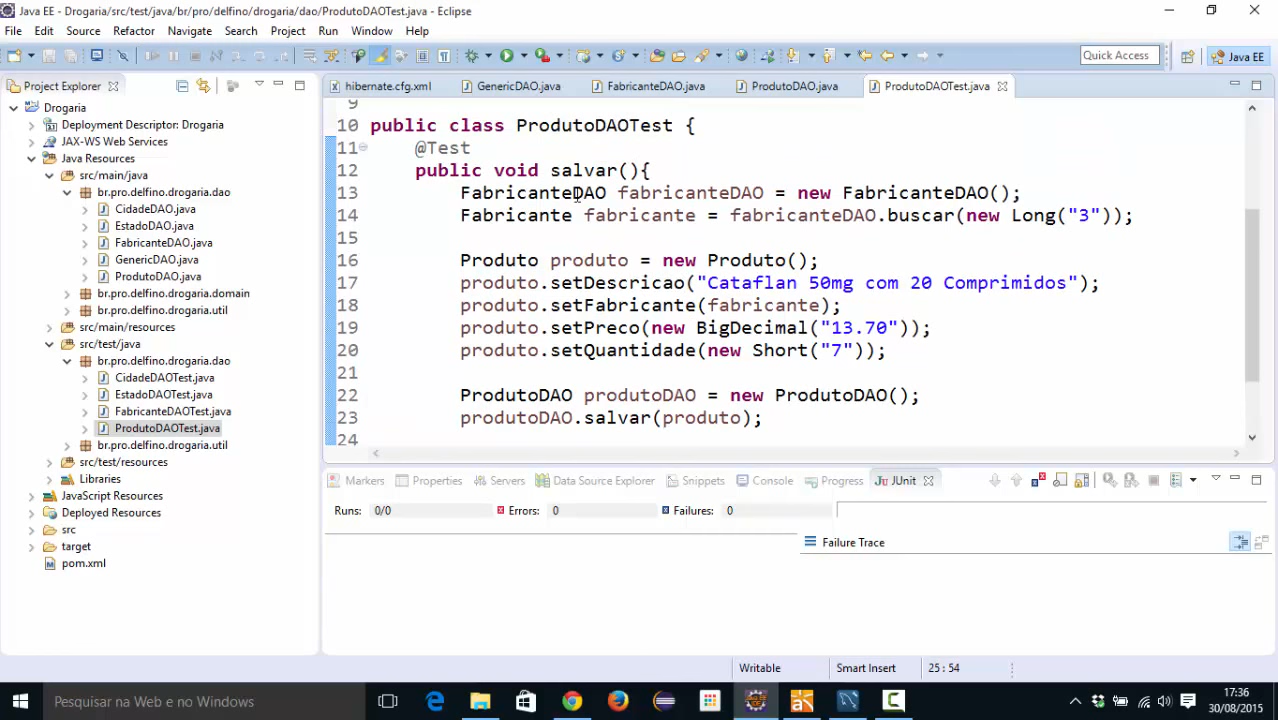 Java EE - Drogaria/src/test/java/br/pro/delfino/drogaria/dao/ProdutoDAOTest.java - Eclipse
File Edit Source Refactor Navigate Search Project Run Window Help
Quick Access Java EE
Project Explorer
hibernate.cfg.xml GenericDAO.java FabricanteDAO.java ProdutoDAO.java ProdutoDAOTest.java
Drogaria
Deployment Descriptor: Drogaria
JAX-WS Web Services
Java Resources
src/main/java
br.pro.delfino.drogaria.dao
CidadeDAO.java
EstadoDAO.java
FabricanteDAO.java
GenericDAO.java
ProdutoDAO.java
br.pro.delfino.drogaria.domain
br.pro.delfino.drogaria.util
src/main/resources
src/test/java
br.pro.delfino.drogaria.dao
CidadeDAOTest.java
EstadoDAOTest.java
FabricanteDAOTest.java
ProdutoDAOTest.java
br.pro.delfino.drogaria.util
src/test/resources
Libraries
JavaScript Resources
Deployed Resources
src
target
pom.xml
9
10 public class ProdutoDAOTest {
11 @Test
12 public void salvar(){
13 FabricanteDAO fabricanteDAO = new FabricanteDAO();
14 Fabricante fabricante = fabricanteDAO.buscar(new Long("3"));
15
16 Produto produto = new Produto();
17 produto.setDescricao("Cataflan 50mg com 20 Comprimidos");
18 produto.setFabricante(fabricante);
19 produto.setPreco(new BigDecimal("13.70"));
20 produto.setQuantidade(new Short("7"));
21
22 ProdutoDAO produtoDAO = new ProdutoDAO();
23 produtoDAO.salvar(produto);
24
Markers Properties Servers Data Source Explorer Snippets Console Progress JUnit
Runs: 0/0 Errors: 0 Failures: 0
Failure Trace
Writable Smart Insert 25 : 54
Pesquisar na Web e no Windows
17:36
30/08/2015